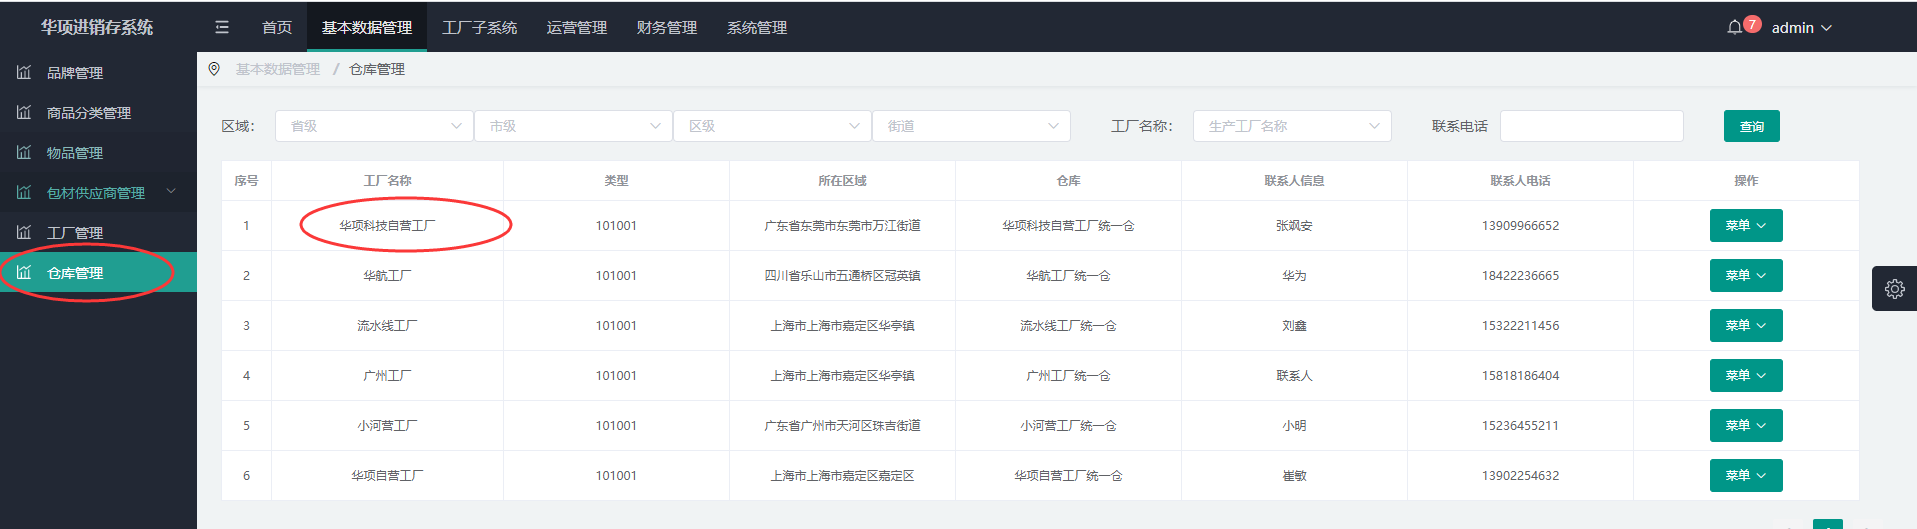 华项进销存系统 首页 基本数据管理 工厂子系统 运营管理 财务管理 系统管理 7 admin
品牌管理
商品分类管理
物品管理
包材供应商管理
工厂管理
仓库管理
基本数据管理 / 仓库管理
区域： 省级 市级 区级 街道 工厂名称： 生产工厂名称 联系电话 查询
序号 工厂名称 类型 所在区域 仓库 联系人信息 联系人电话 操作
1 华项科技自营工厂 101001 广东省东莞市东莞市万江街道 华项科技自营工厂统一仓 张飒安 13909966652 菜单
2 华航工厂 101001 四川省乐山市五通桥区冠英镇 华航工厂统一仓 华为 18422236665 菜单
3 流水线工厂 101001 上海市上海市嘉定区华亭镇 流水线工厂统一仓 刘鑫 15322211456 菜单
4 广州工厂 101001 上海市上海市嘉定区华亭镇 广州工厂统一仓 联系人 15818186404 菜单
5 小河营工厂 101001 广东省广州市天河区珠吉街道 小河营工厂统一仓 小明 15236455211 菜单
6 华项自营工厂 101001 上海市上海市嘉定区嘉定区 华项自营工厂统一仓 崔敏 13902254632 菜单